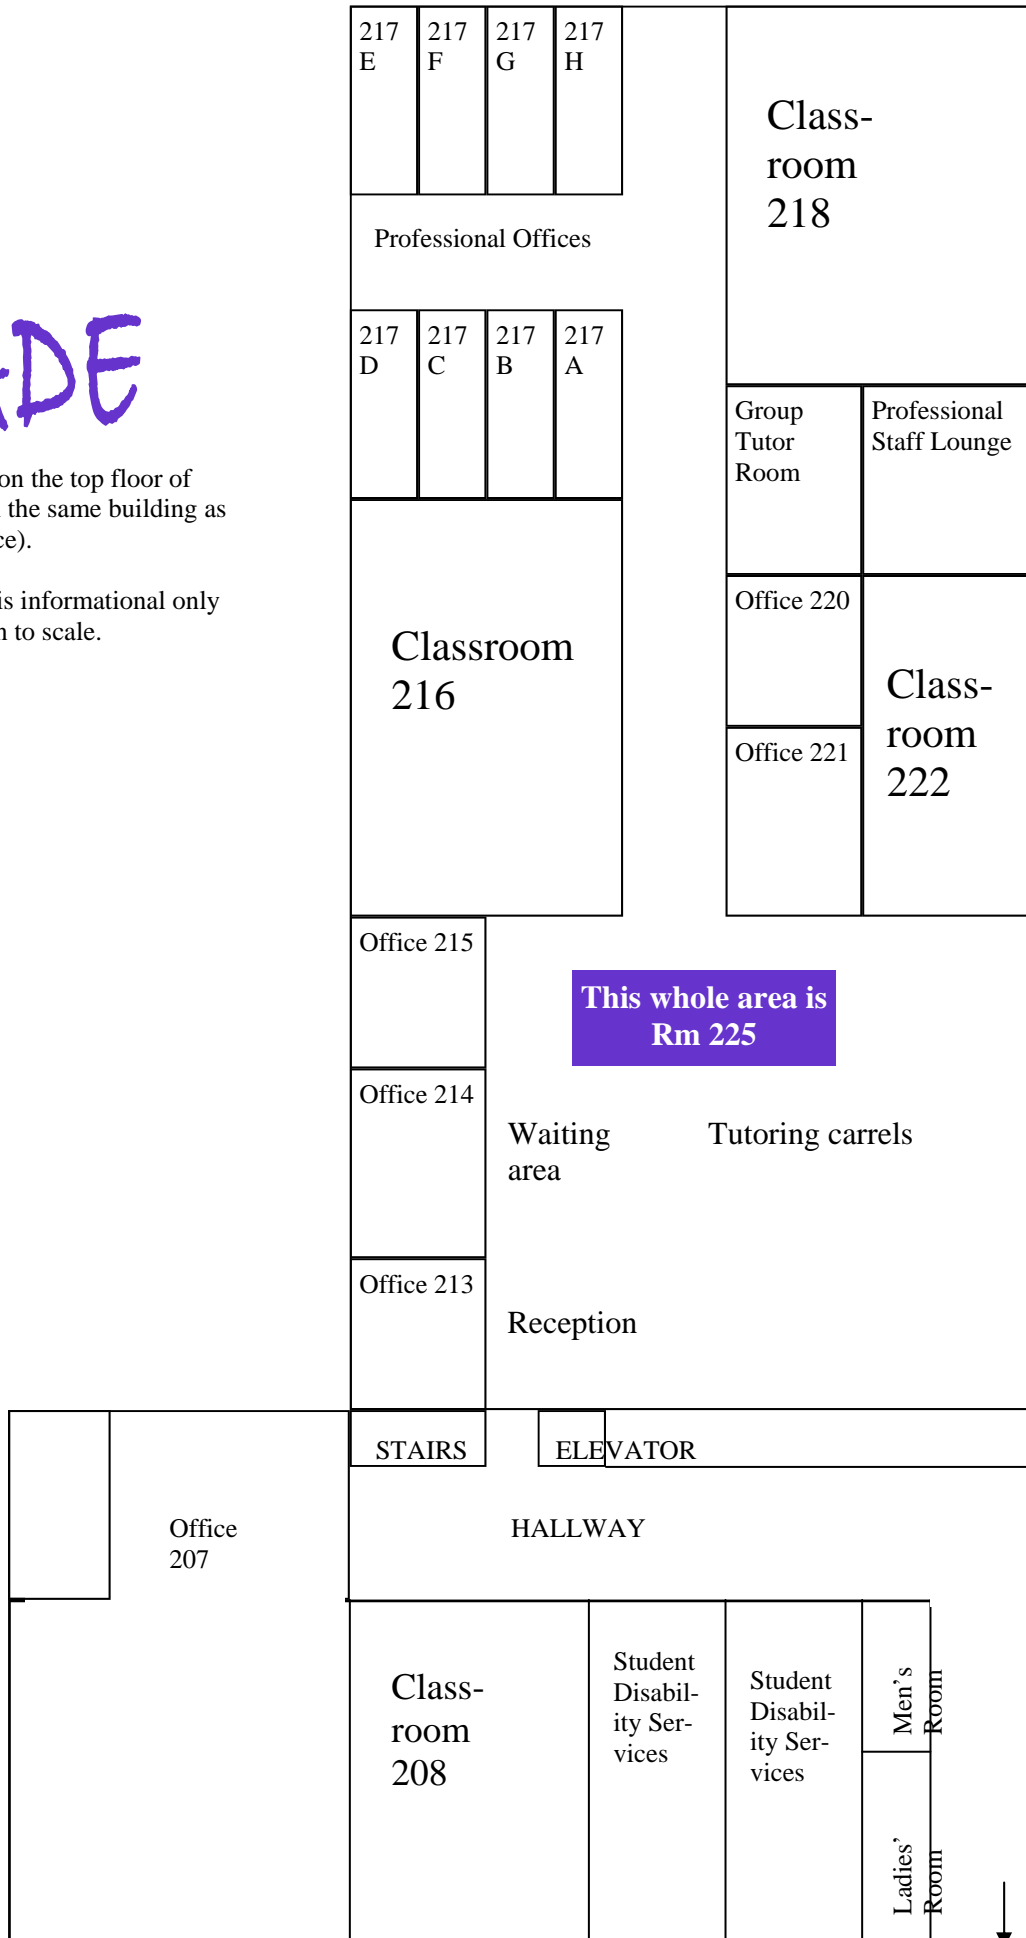 217
E
217
F
217
G
217
H
Class-
room
218
Professional Offices
DE
217
D
217
C
217
B
217
A
Group
Tutor
Room
Professional
Staff Lounge
on the top floor of
the same building as
is informational only
to scale.
Office 220
Classroom
216
Class-
room
222
Office 221
Office 215
This whole area is
Rm 225
Office 214
Waiting
area
Tutoring carrels
Office 213
Reception
STAIRS
ELEVATOR
Office
207
HALLWAY
Class-
room
208
Student
Disabil-
ity Ser-
vices
Student
Disabil-
ity Ser-
vices
Men's
Room
Ladies'
Room